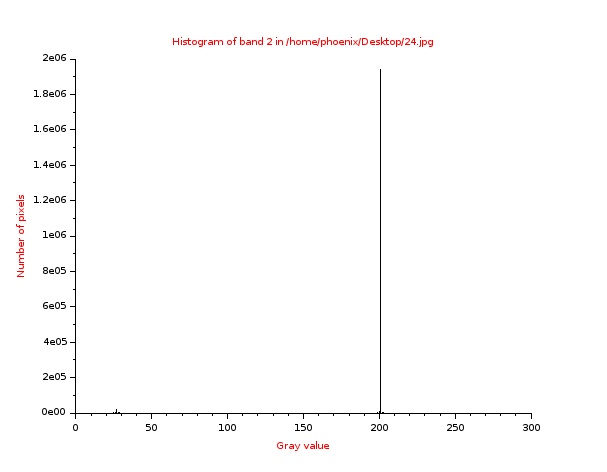 Histogram of band 2 in /home/phoenix/Desktop/24.jpg
2e06
1.8e06
1.6e06
1.4e06
1.2e06
1e06
8e05
6e05
4e05
2e05
0e00
Number of pixels
0 50 100 150 200 250 300
Gray value